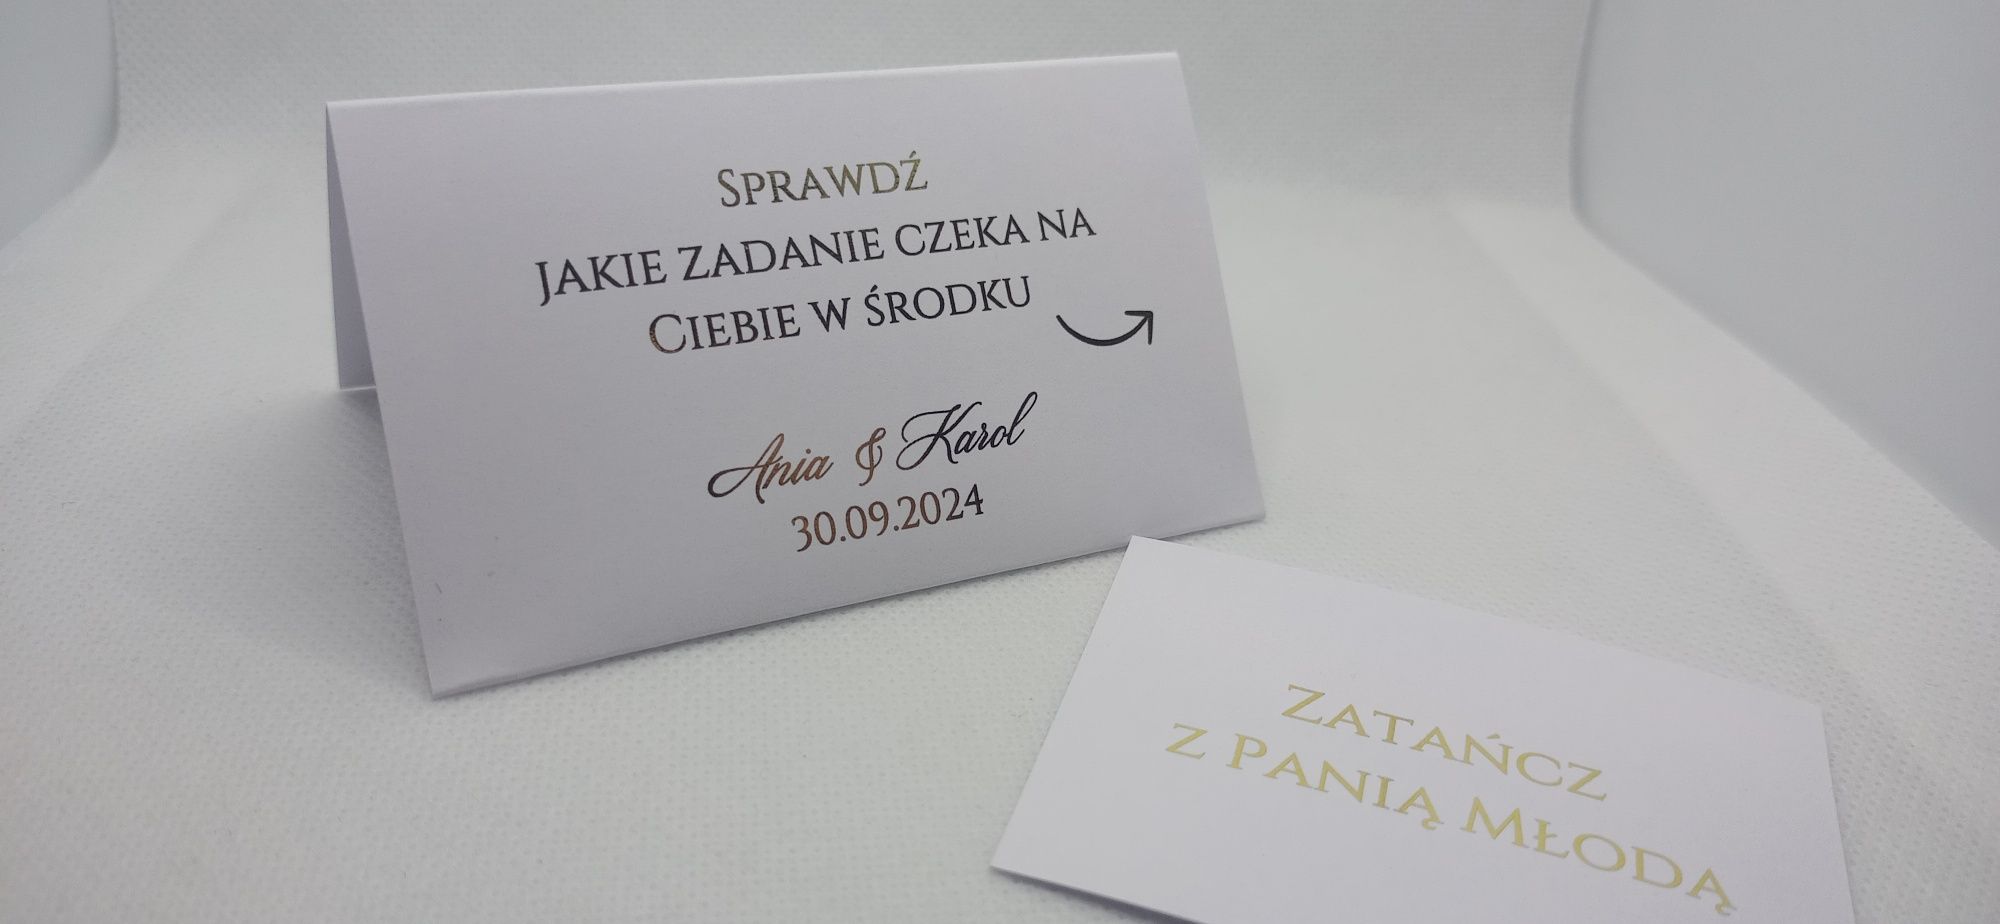 Sprawdź
jakie zadanie czeka na
Ciebie w środku
Ania & Karol
30.09.2024
Zatańcz
z Panią Młodą